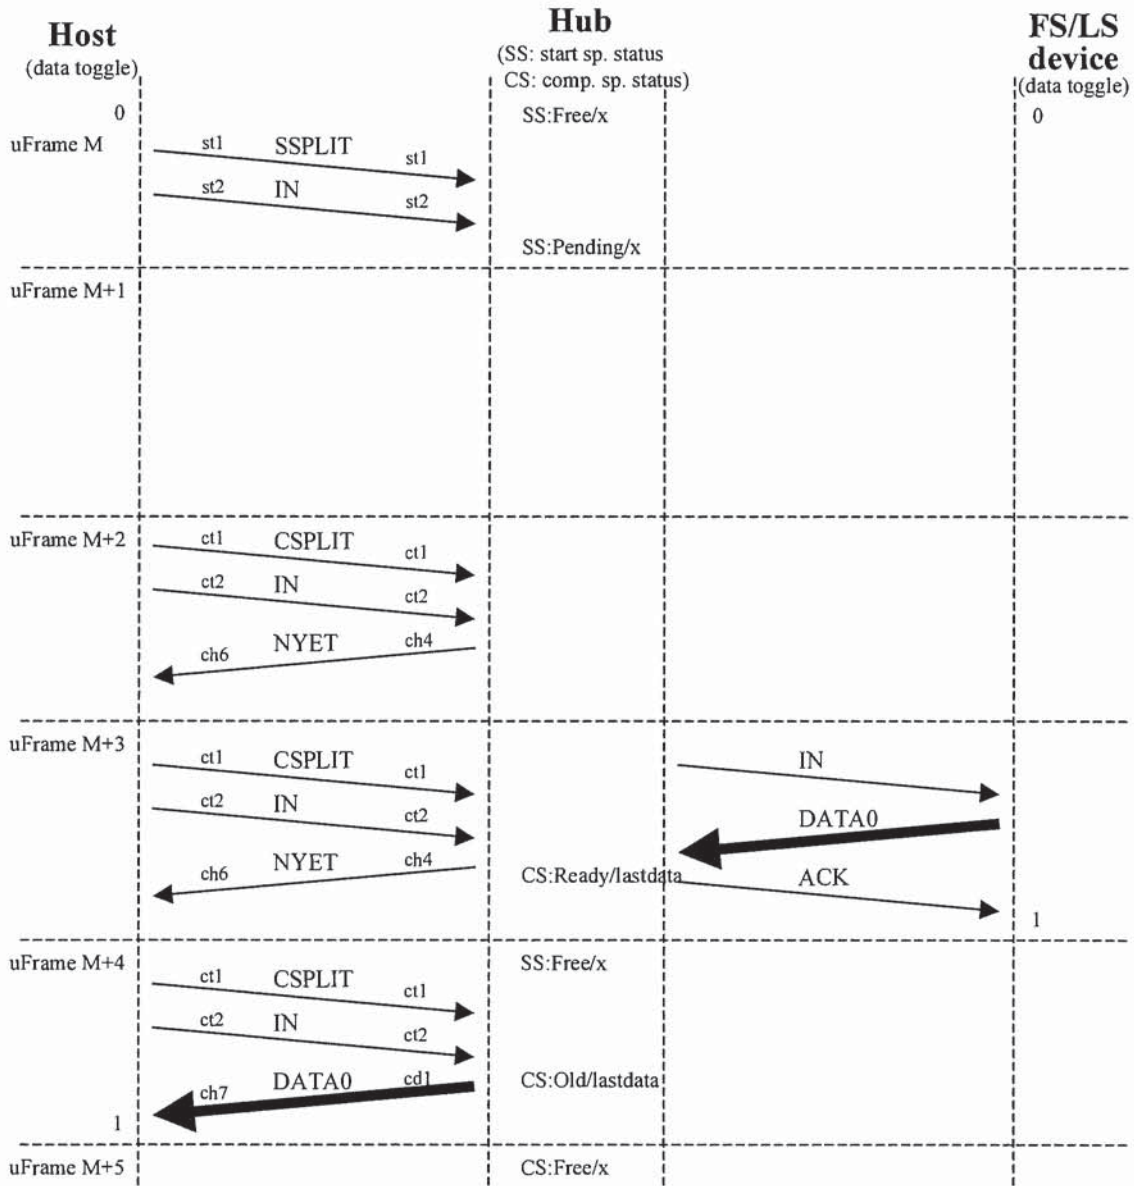 Host
(data toggle)
Hub
(SS: start sp. status
CS: comp. sp. status)
FS/LS
device
(data toggle)
0
SS:Free/x
0
uFrame M
st1 SSPLIT st1
st2 IN st2
SS:Pending/x
uFrame M+1
uFrame M+2
ct1 CSPLIT ct1
ct2 IN ct2
ch6 NYET ch4
uFrame M+3
ct1 CSPLIT ct1
IN
ct2 IN ct2
DATA0
ch6 NYET ch4
CS:Ready/lastdata
ACK
1
uFrame M+4
SS:Free/x
ct1 CSPLIT ct1
ct2 IN ct2
ch7 DATA0 cd1
CS:Old/lastdata
1
uFrame M+5
CS:Free/x